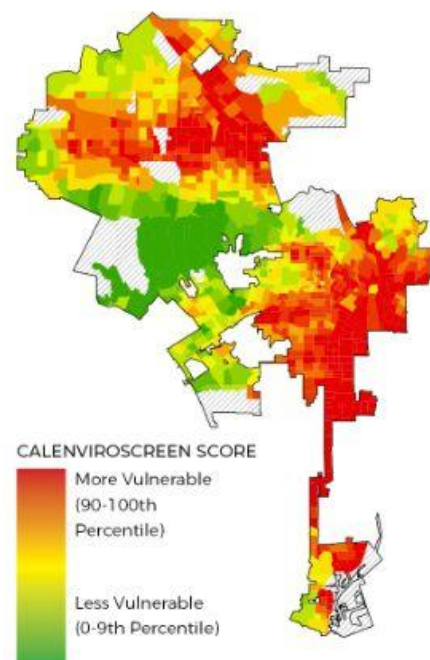 CALENVIROSCREEN SCORE
More Vulnerable
(90-100th
Percentile)
Less Vulnerable
(0-9th Percentile)